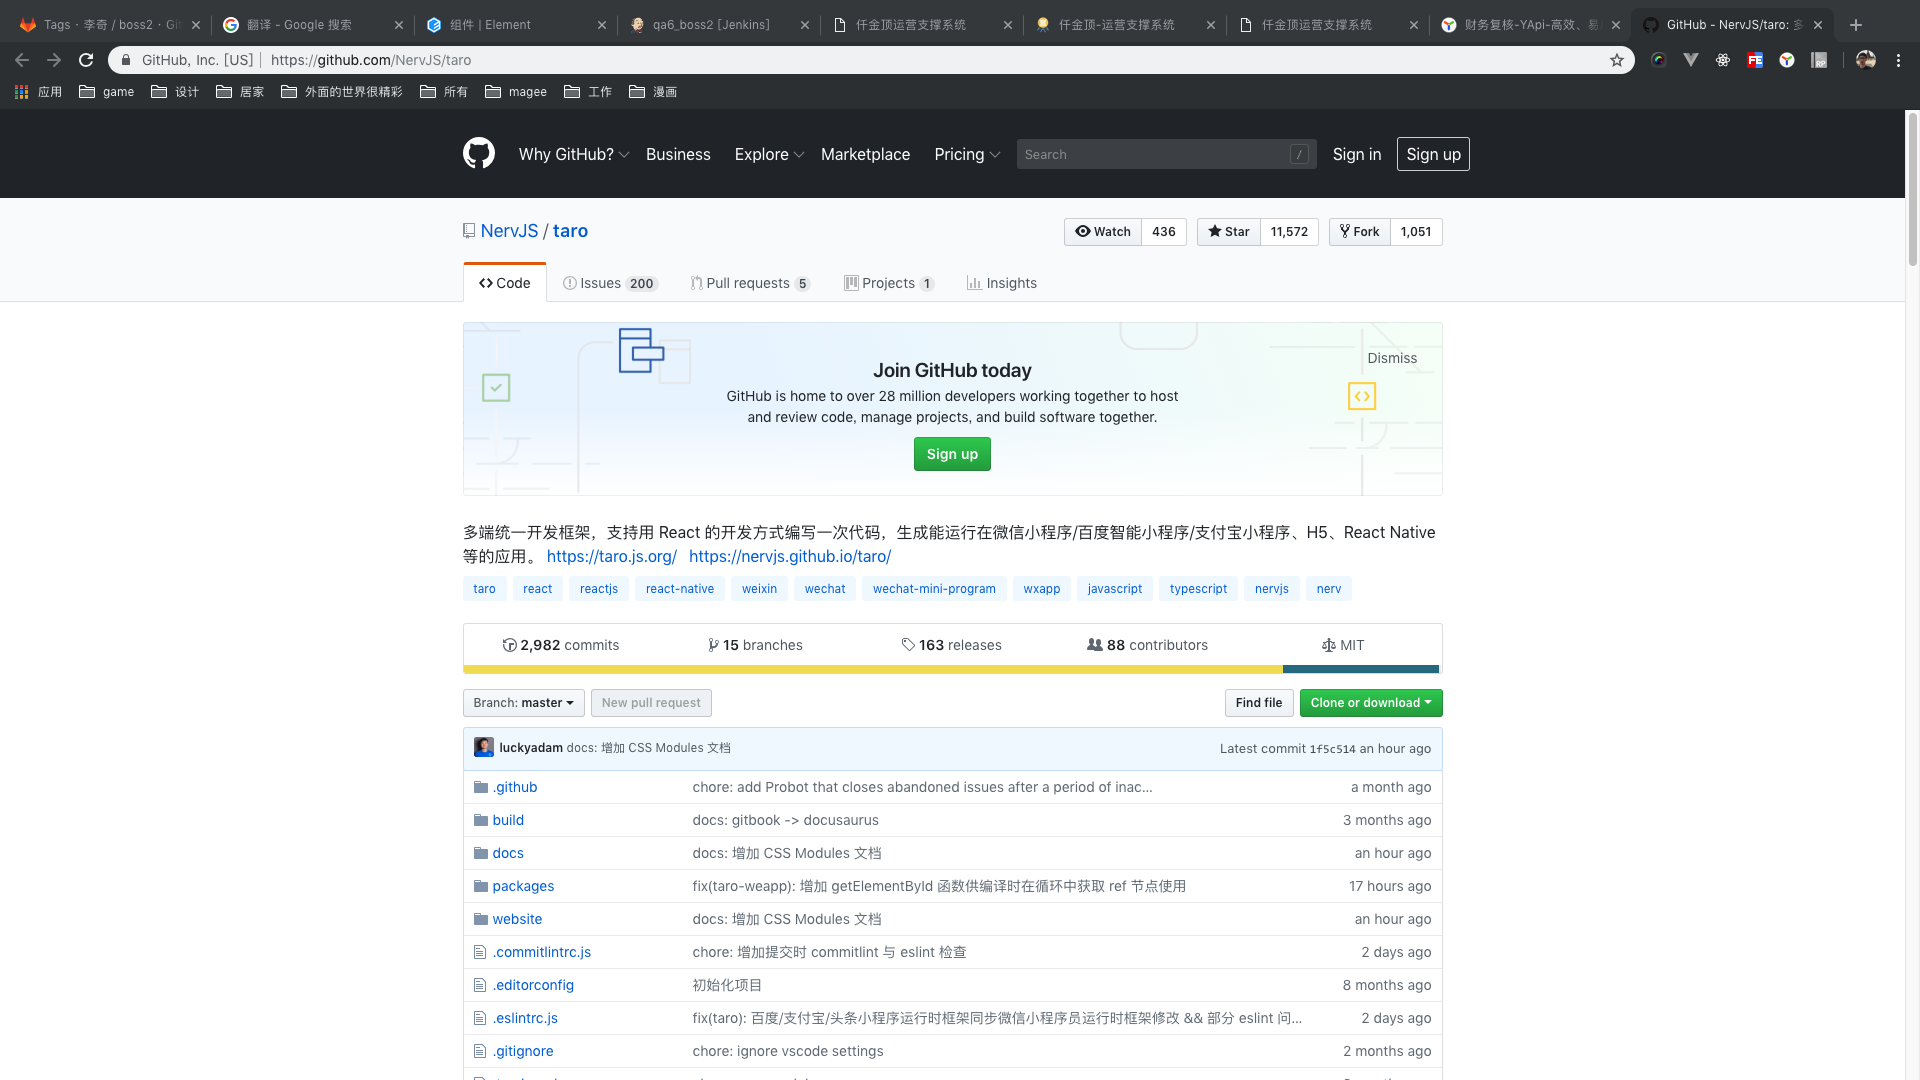 Tags · 李奇 / boss2 · Gi
翻译 - Google 搜索
组件 | Element
qa6_boss2 [Jenkins]
仟金顶运营支撑系统
仟金顶-运营支撑系统
仟金顶运营支撑系统
财务复核-YApi-高效、易
GitHub - NervJS/taro: 多
GitHub, Inc. [US] | https://github.com/NervJS/taro
应用 game 设计 居家 外面的世界很精彩 所有 magee 工作 漫画
Why GitHub? Business Explore Marketplace Pricing Search / Sign in Sign up
NervJS / taro
Watch 436 Star 11,572 Fork 1,051
Code Issues 200 Pull requests 5 Projects 1 Insights
Dismiss
Join GitHub today
GitHub is home to over 28 million developers working together to host
and review code, manage projects, and build software together.
Sign up
多端统一开发框架，支持用 React 的开发方式编写一次代码，生成能运行在微信小程序/百度智能小程序/支付宝小程序、H5、React Native
等的应用。 https://taro.js.org/ https://nervjs.github.io/taro/
taro react reactjs react-native weixin wechat wechat-mini-program wxapp javascript typescript nervjs nerv
2,982 commits 15 branches 163 releases 88 contributors MIT
Branch: master New pull request Find file Clone or download
luckyadam docs: 增加 CSS Modules 文档 Latest commit 1f5c514 an hour ago
.github chore: add Probot that closes abandoned issues after a period of inac... a month ago
build docs: gitbook -> docusaurus 3 months ago
docs docs: 增加 CSS Modules 文档 an hour ago
packages fix(taro-weapp): 增加 getElementById 函数供编译时在循环中获取 ref 节点使用 17 hours ago
website docs: 增加 CSS Modules 文档 an hour ago
.commitlintrc.js chore: 增加提交时 commitlint 与 eslint 检查 2 days ago
.editorconfig 初始化项目 8 months ago
.eslintrc.js fix(taro): 百度/支付宝/头条小程序运行时框架同步微信小程序员运行时框架修改 && 部分 eslint 问... 2 days ago
.gitignore chore: ignore vscode settings 2 months ago